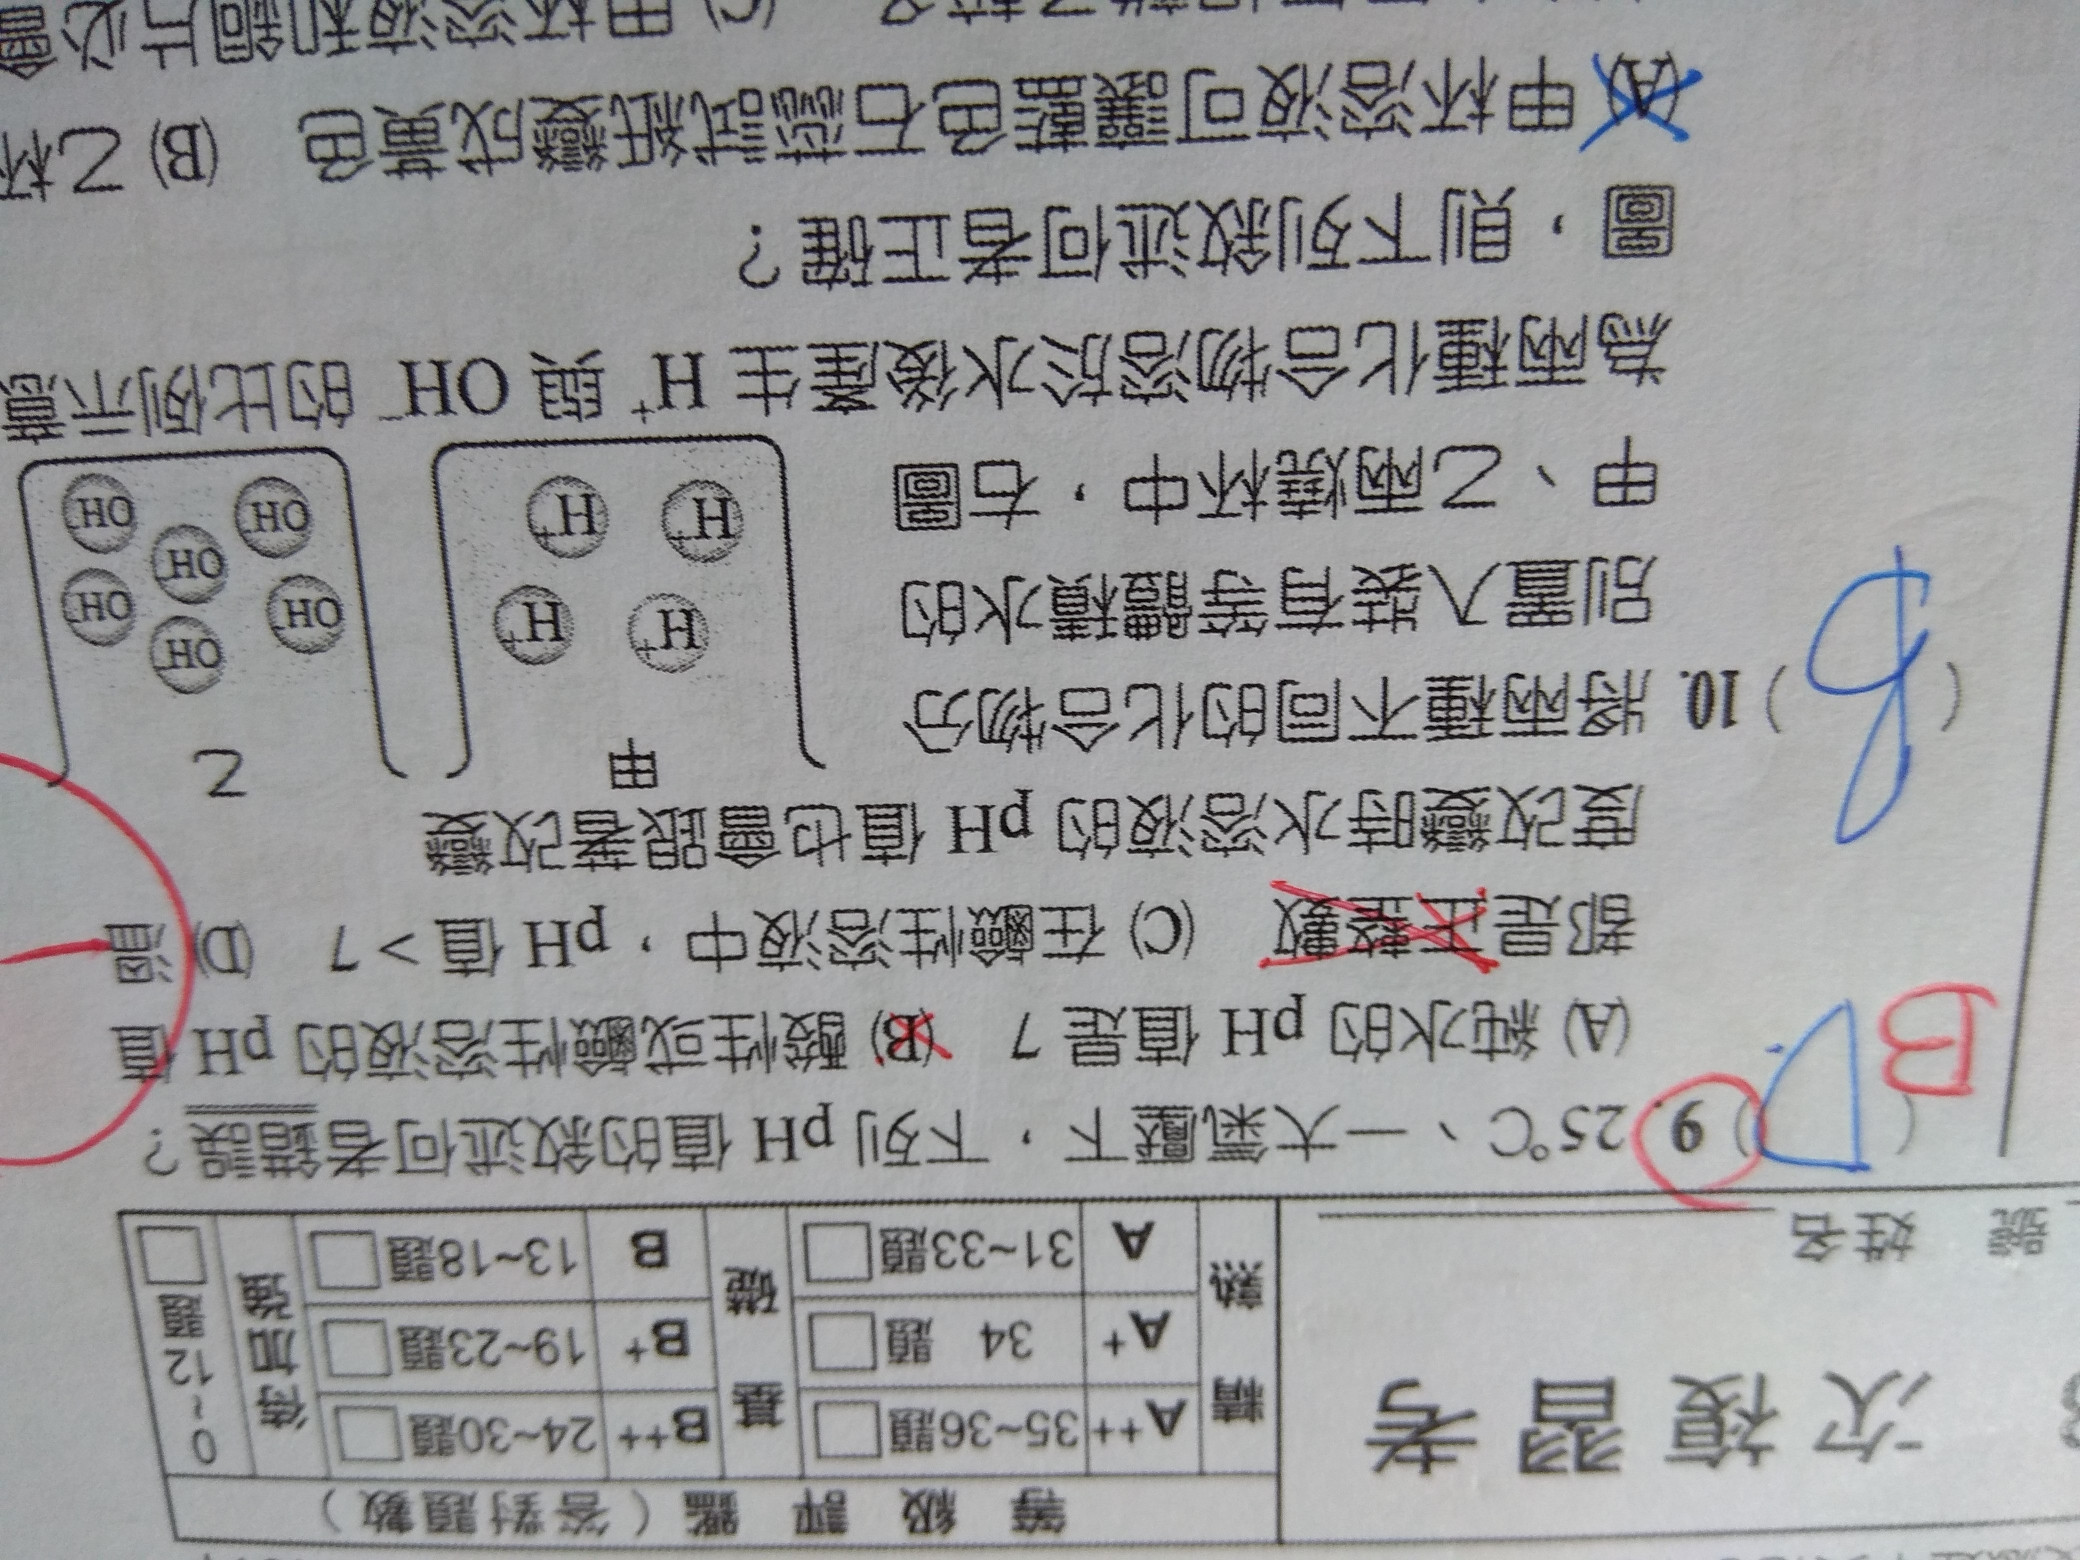 等級評鑑（答對題數）
次複習考
號 姓名
精熟
A++ 35~36題
A+ 34 題
A 31~33題
基礎
B++ 24~30題
B+ 19~23題
B 13~18題
待加強
0~12題
B
D
( ) 9. 25℃、一大氣壓下，下列 pH 值的敘述何者錯誤？
(A) 純水的 pH 值是 7 (B) 酸性或鹼性溶液的 pH 值
都是正整數 (C) 在鹼性溶液中，pH 值 > 7 (D) 溫
度改變時水溶液的 pH 值也會跟著改變
( ) 10. 將兩種不同的化合物分
別置入裝有等體積水的
甲、乙兩燒杯中，右圖
為兩種化合物溶於水後產生 H⁺ 與 OH⁻ 的比例示意
圖，則下列敘述何者正確？
(A) 甲杯溶液可讓藍色石蕊試紙變成黃色 (B) 乙杯
(C) 甲杯溶液和鋁片必會
甲
H⁺ H⁺
H⁺ H⁺
乙
OH⁻ OH⁻ OH⁻
OH⁻ OH⁻ OH⁻